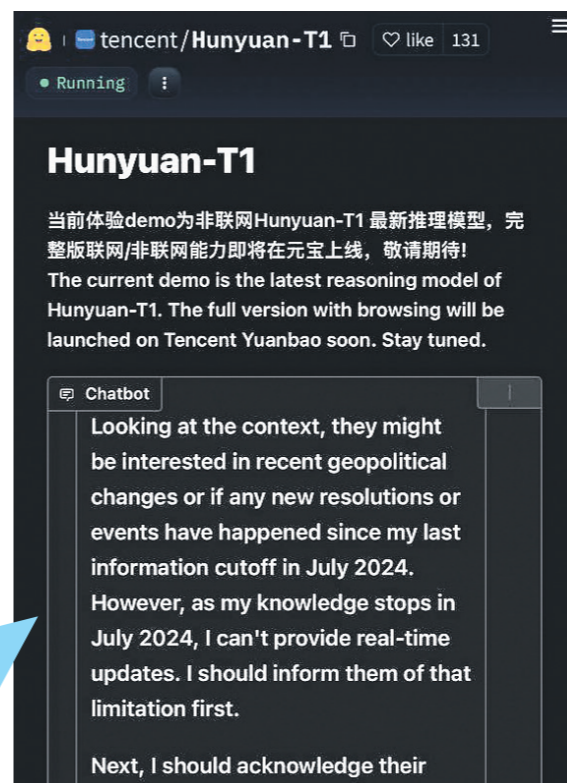 tencent/Hunyuan-T1 like 131
Running
Hunyuan-T1
当前体验demo为非联网Hunyuan-T1 最新推理模型，完
整版联网/非联网能力即将在元宝上线，敬请期待!
The current demo is the latest reasoning model of
Hunyuan-T1. The full version with browsing will be
launched on Tencent Yuanbao soon. Stay tuned.
Chatbot
Looking at the context, they might
be interested in recent geopolitical
changes or if any new resolutions or
events have happened since my last
information cutoff in July 2024.
However, as my knowledge stops in
July 2024, I can't provide real-time
updates. I should inform them of that
limitation first.
Next, I should acknowledge their